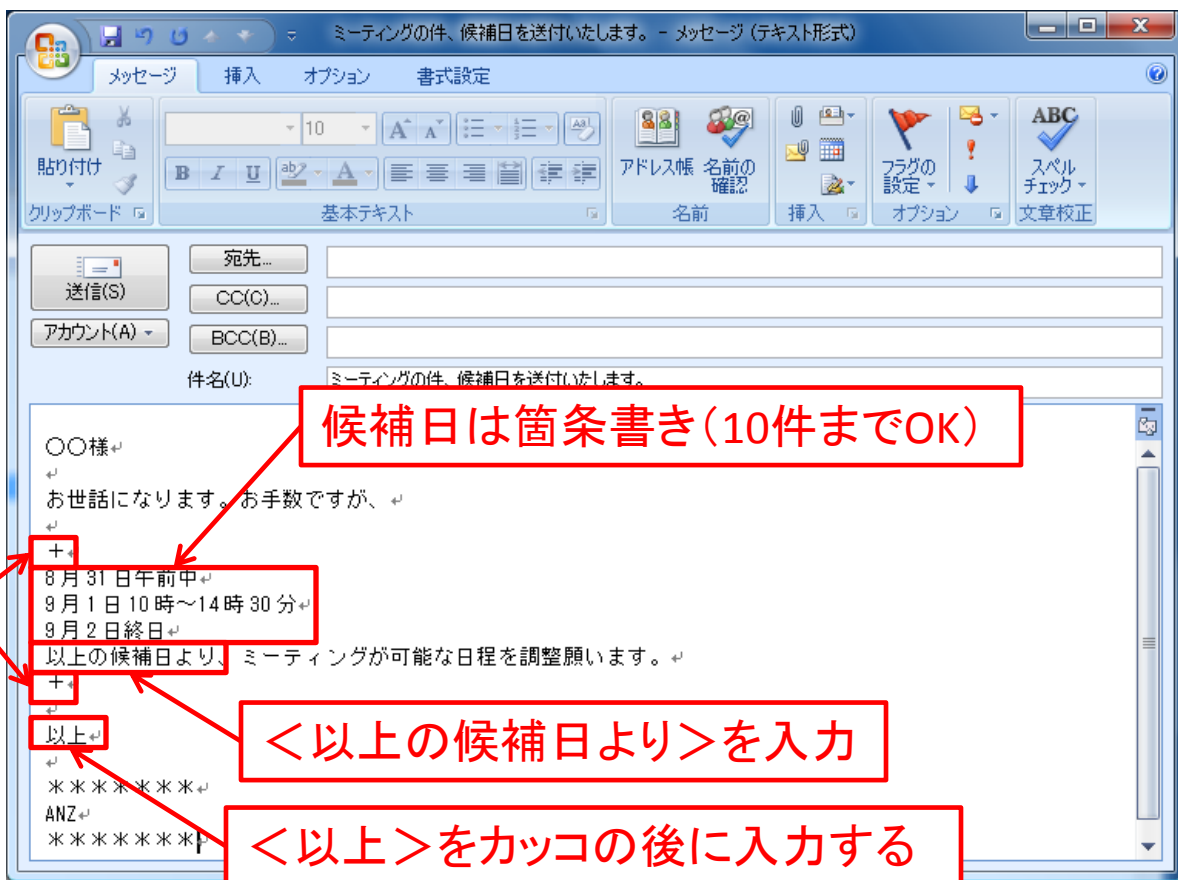 ミーティングの件、候補日を送付いたします。 - メッセージ (テキスト形式)
メッセージ 挿入 オプション 書式設定
貼り付け
クリップボード
10
B I U ab A
基本テキスト
アドレス帳 名前の確認
名前
挿入
フラグの設定
オプション
ABC
スペルチェック
文章校正
送信(S)
アカウント(A)
宛先...
CC(C)...
BCC(B)...
件名(U): ミーティングの件、候補日を送付いたします。
候補日は箇条書き(10件までOK)
〇〇様
お世話になります。お手数ですが、
+
8月31日午前中
9月1日10時～14時30分
9月2日終日
以上の候補日より、ミーティングが可能な日程を調整願います。
+
＜以上の候補日より＞を入力
以上
＊＊＊＊＊＊＊
ANZ
＊＊＊＊＊＊＊
＜以上＞をカッコの後に入力する